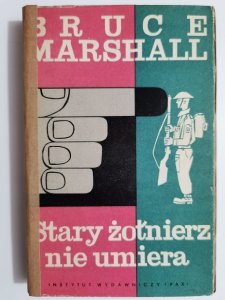 BRUCE
MARSHALL
Stary żołnierz
nie umiera
INSTYTUT WYDAWNICZY PAX